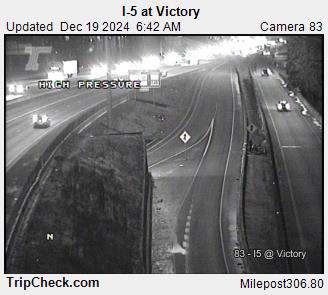 I-5 at Victory
Updated Dec 19 2024 6:42 AM Camera 83
HIGH PRESSURE
N
83 - I5 @ Victory
TripCheck.com Milepost306.80